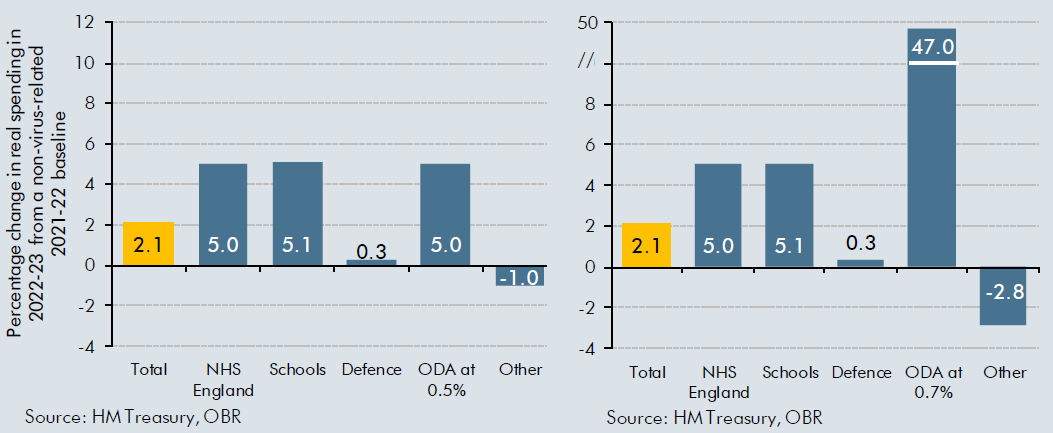 Percentage change in real spending in
2022-23 from a non-virus-related
2021-22 baseline
12
10
8
6
4
2
0
-2
-4
2.1
5.0
5.1
0.3
5.0
-1.0
Total
NHS
England
Schools
Defence
ODA at
0.5%
Other
Source: HM Treasury, OBR
50
//
8
6
4
2
0
-2
-4
2.1
5.0
5.1
0.3
47.0
-2.8
Total
NHS
England
Schools
Defence
ODA at
0.7%
Other
Source: HM Treasury, OBR